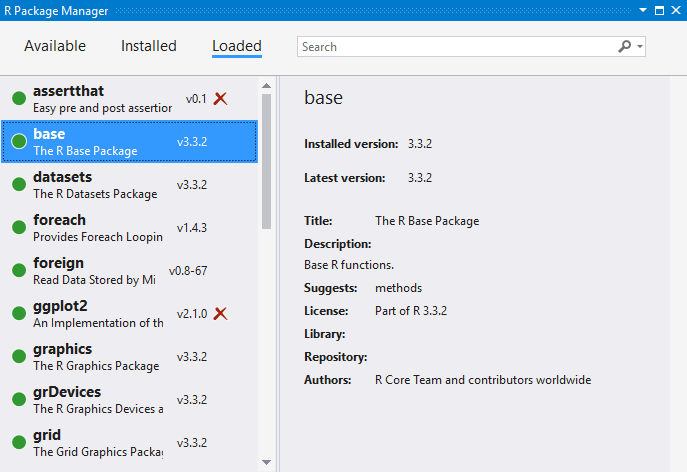 R Package Manager
Available Installed Loaded
Search
assertthat
Easy pre and post assertion v0.1
base
The R Base Package v3.3.2
datasets
The R Datasets Package v3.3.2
foreach
Provides Foreach Loopin v1.4.3
foreign
Read Data Stored by Mi v0.8-67
ggplot2
An Implementation of th v2.1.0
graphics
The R Graphics Package v3.3.2
grDevices
The R Graphics Devices a v3.3.2
grid
The Grid Graphics Packa v3.3.2
base
Installed version: 3.3.2
Latest version: 3.3.2
Title: The R Base Package
Description:
Base R functions.
Suggests: methods
License: Part of R 3.3.2
Library:
Repository:
Authors: R Core Team and contributors worldwide